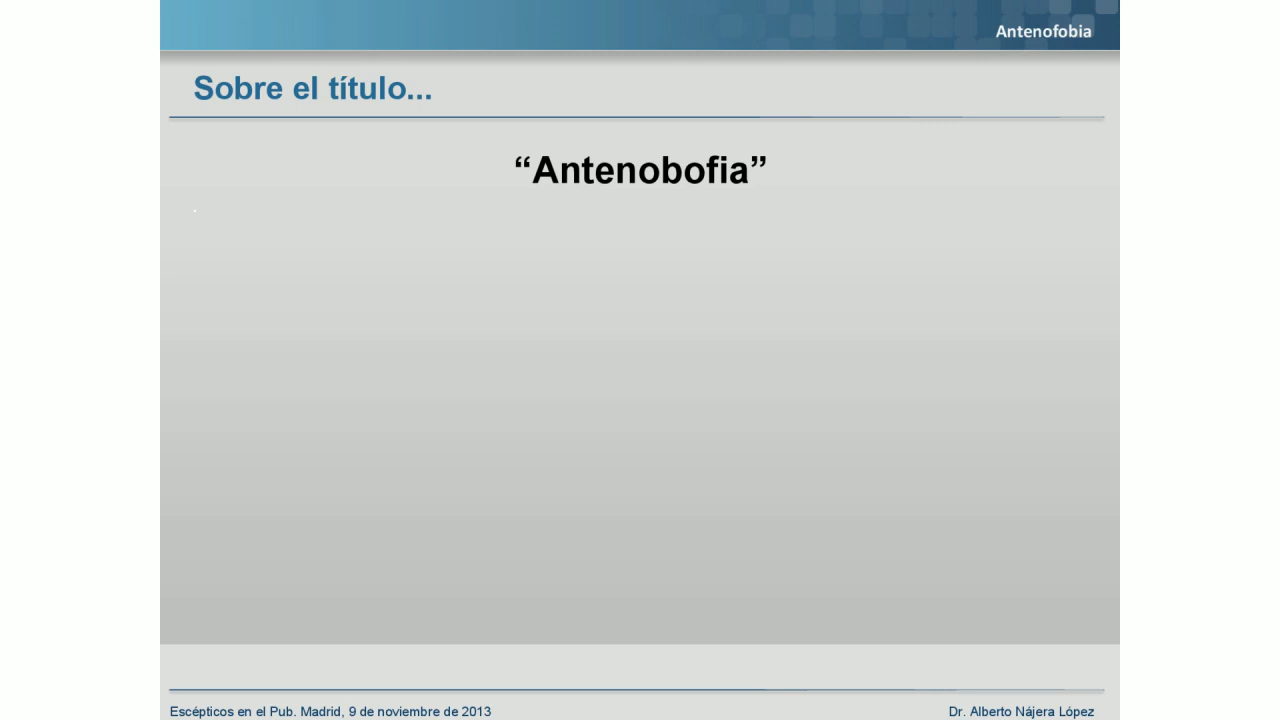 Antenofobia
Sobre el título...
“Antenobofia”
Escépticos en el Pub. Madrid, 9 de noviembre de 2013
Dr. Alberto Nájera López